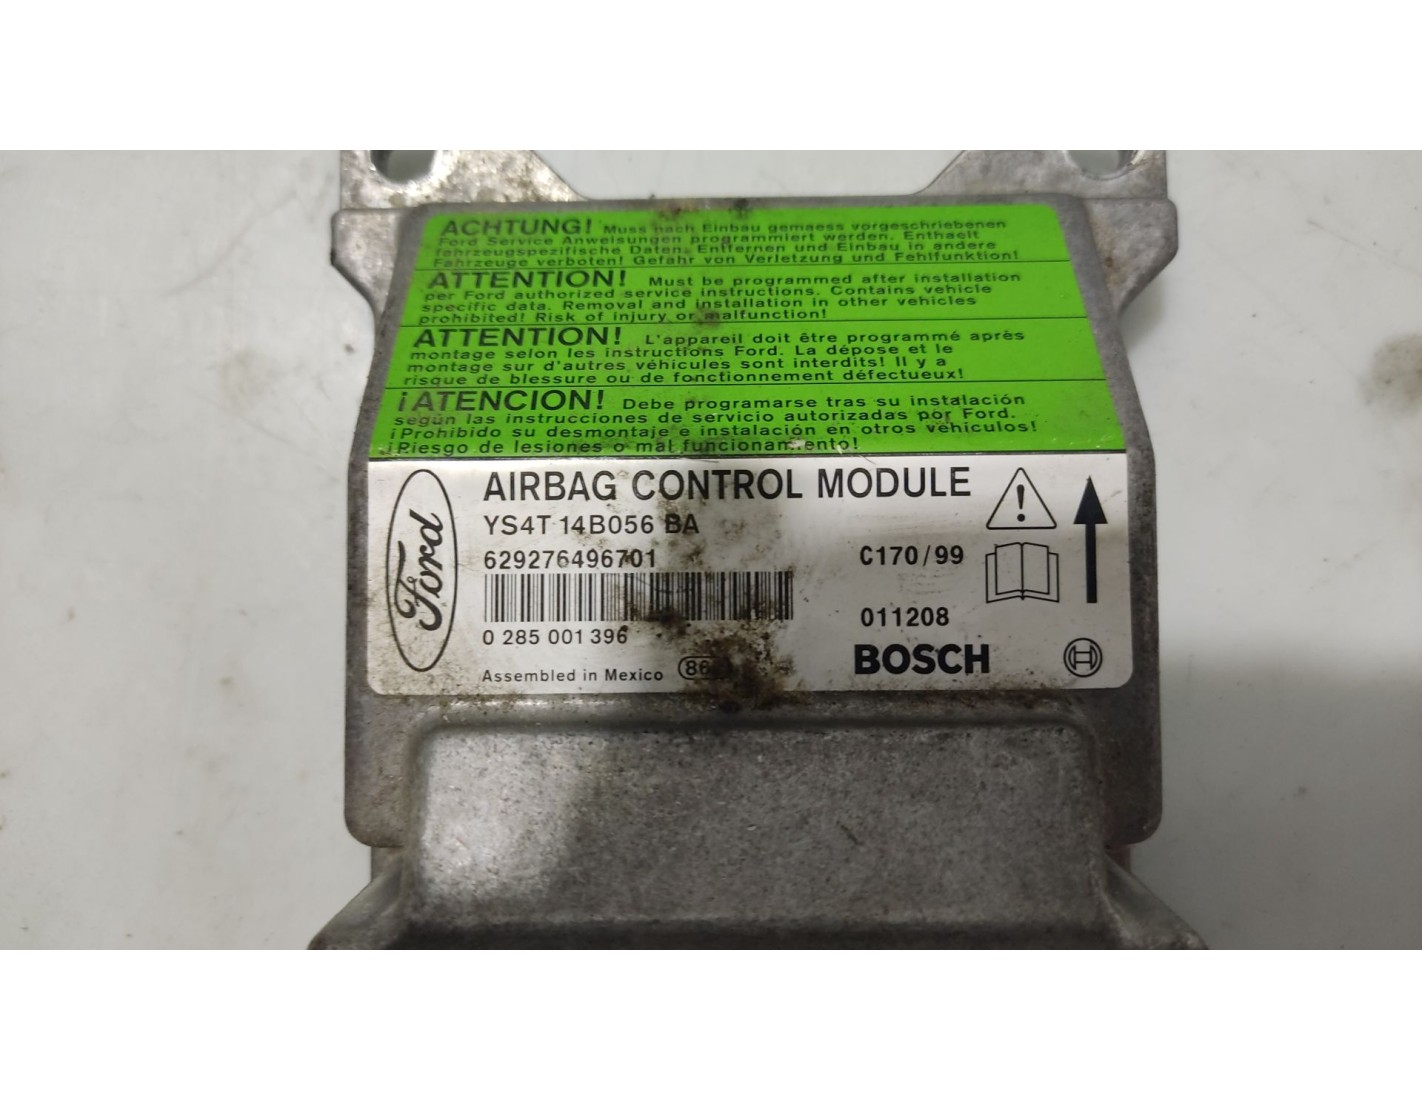 ACHTUNG! Muss nach Einbau gemaess vorgeschriebenen
Ford Service Anweisungen programmiert werden. Enthaelt
fahrzeugspezifische Daten. Entfernen und Einbau in andere
Fahrzeuge verboten! Gefahr von Verletzung und Fehlfunktion!
ATTENTION! Must be programmed after installation
per Ford authorized service instructions. Contains vehicle
specific data. Removal and installation in other vehicles
prohibited! Risk of injury or malfunction!
ATTENTION! L'appareil doit être programmé après
montage selon les instructions Ford. La dépose et le
montage sur d'autres véhicules sont interdits! Il y a
risque de blessure ou de fonctionnement défectueux!
¡ATENCION! Debe programarse tras su instalación
según las instrucciones de servicio autorizadas por Ford.
¡Prohibido su desmontaje e instalación en otros vehículos!
¡Riesgo de lesiones o mal funcionamiento!
Ford
AIRBAG CONTROL MODULE
YS4T 14B056 BA
629276496701
C170/99
011208
0 285 001 396
Assembled in Mexico
BOSCH